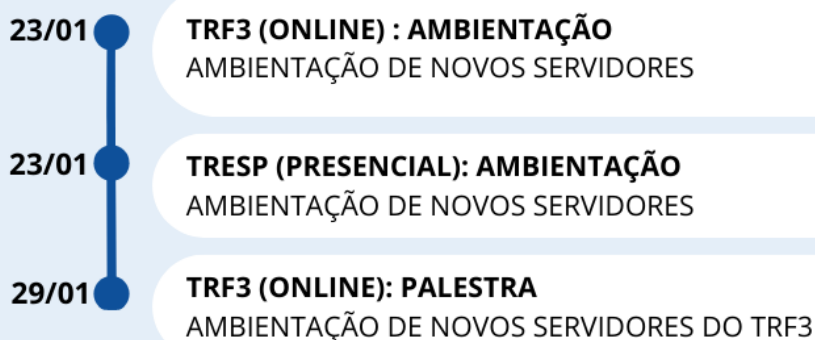 23/01
TRF3 (ONLINE) : AMBIENTAÇÃO
AMBIENTAÇÃO DE NOVOS SERVIDORES
23/01
TRESP (PRESENCIAL): AMBIENTAÇÃO
AMBIENTAÇÃO DE NOVOS SERVIDORES
29/01
TRF3 (ONLINE): PALESTRA
AMBIENTAÇÃO DE NOVOS SERVIDORES DO TRF3